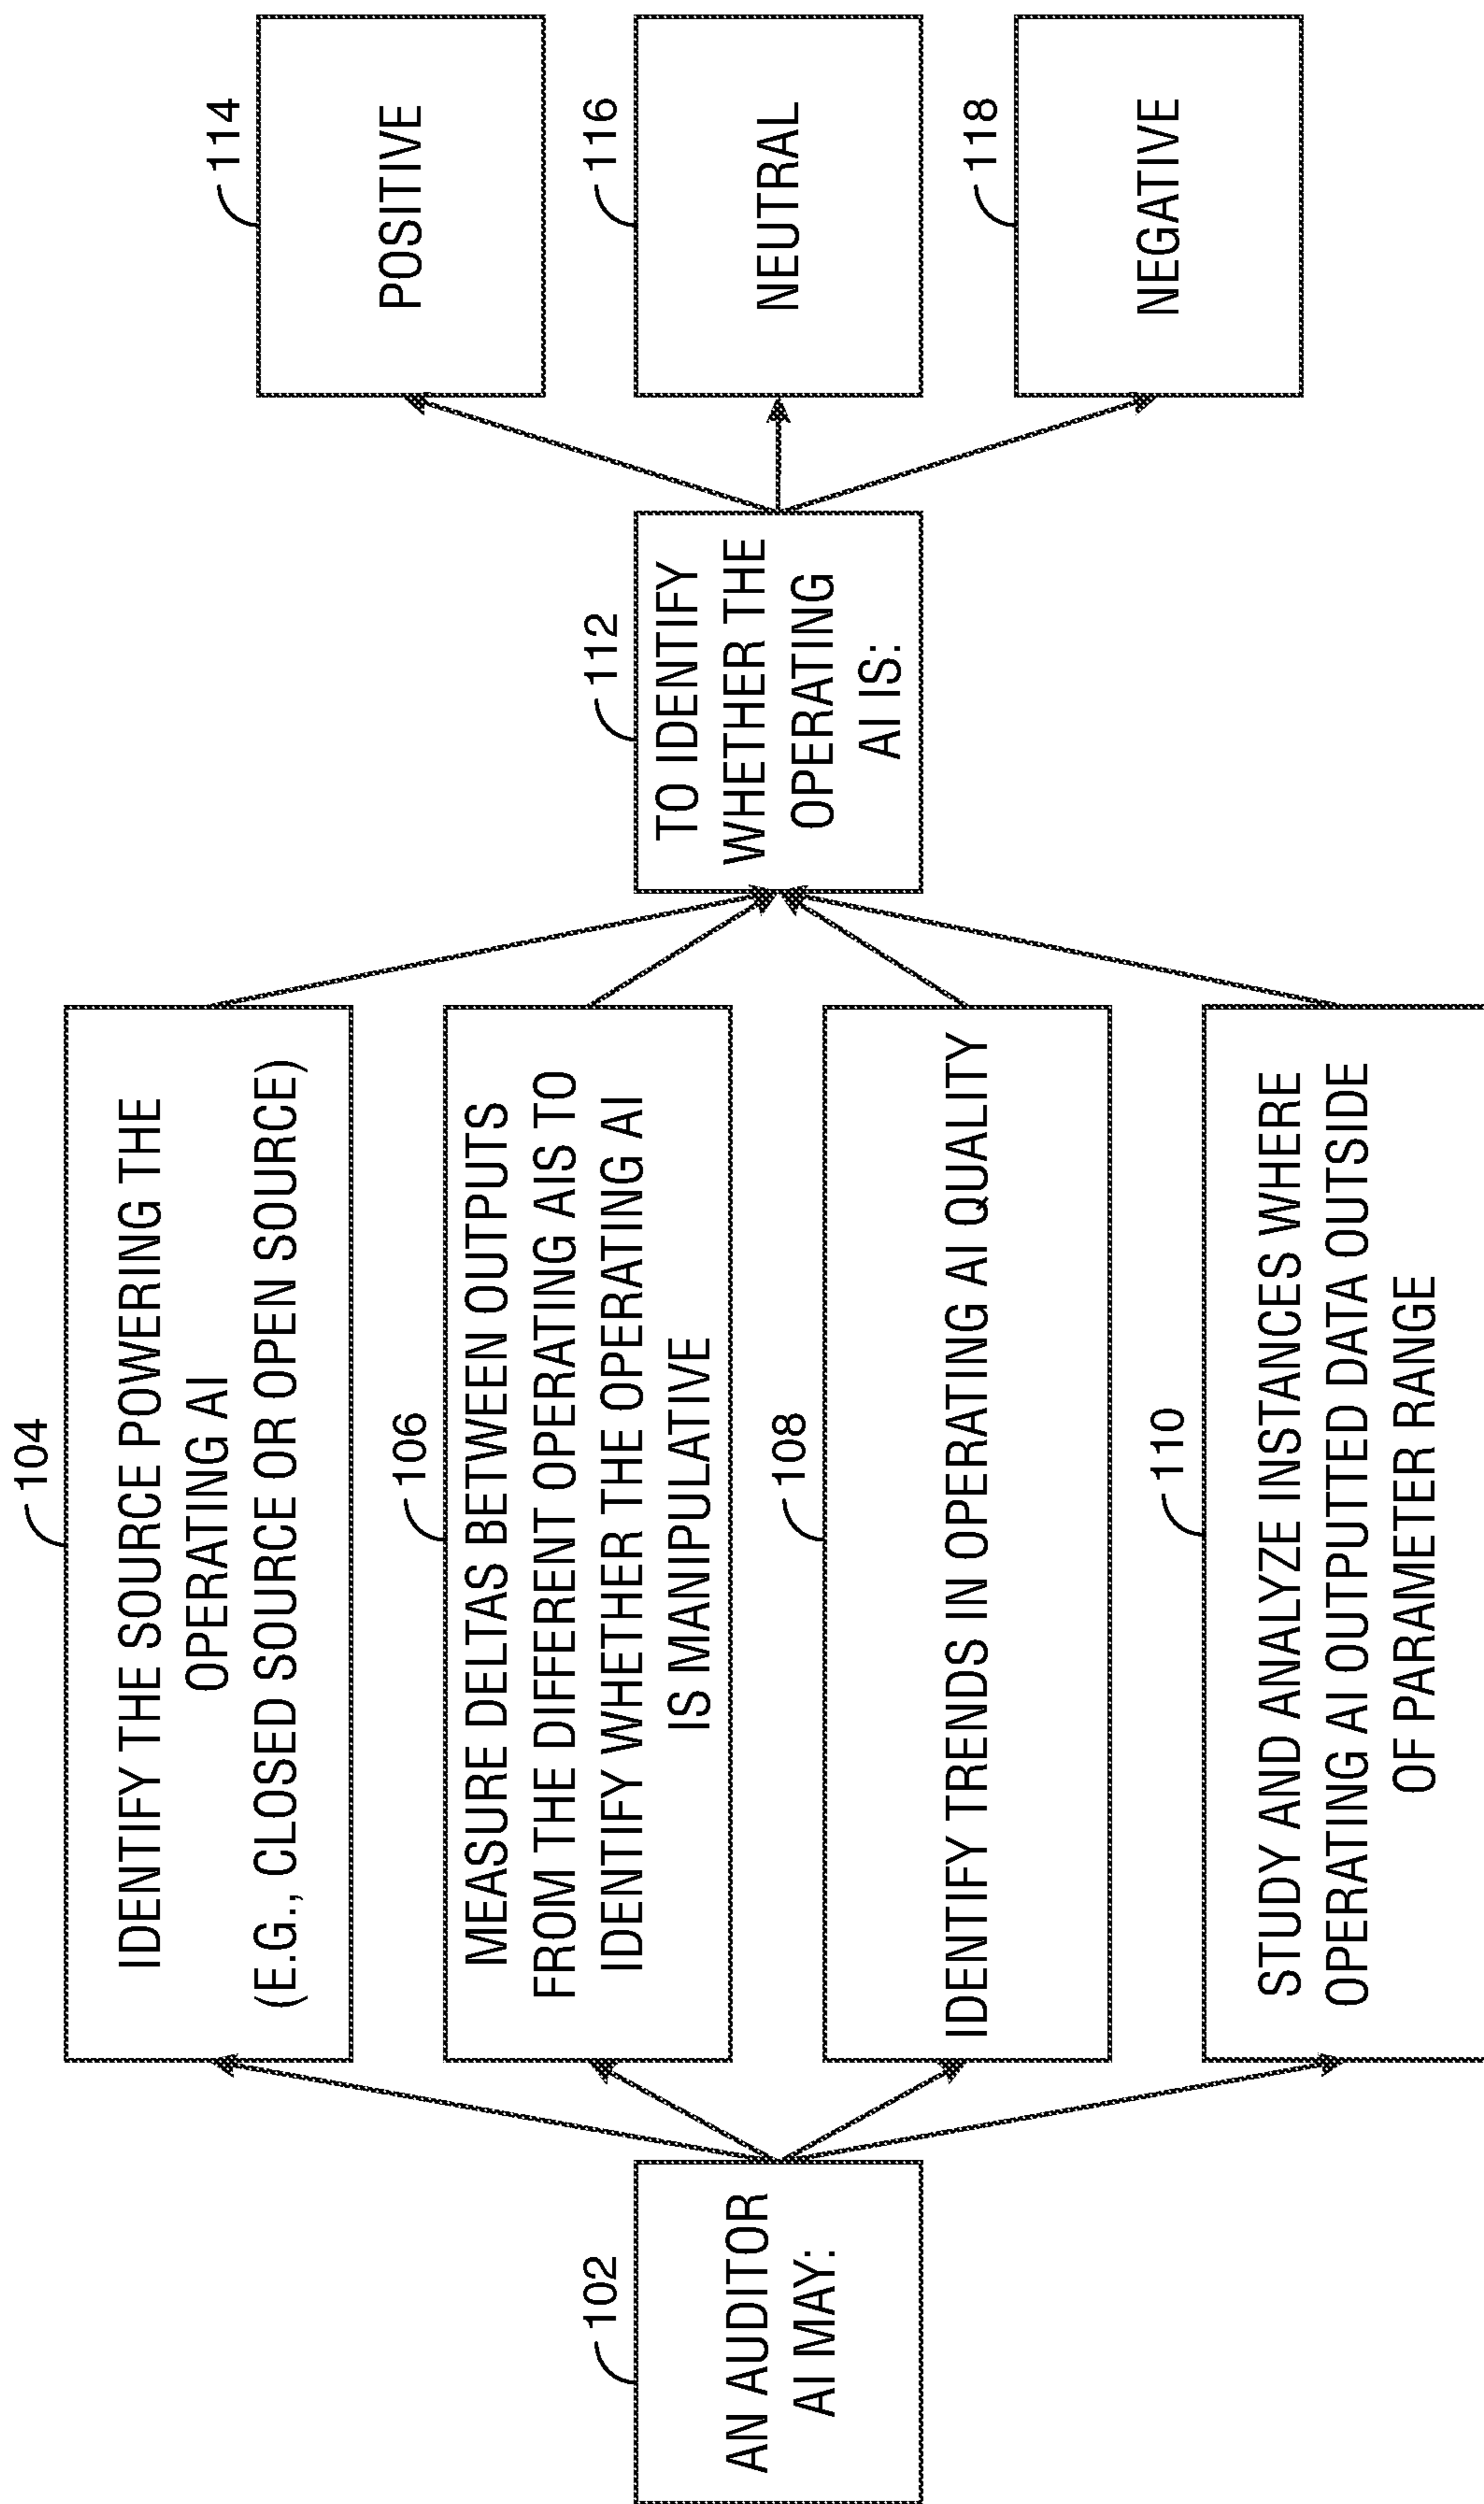 102
AN AUDITOR
AI MAY:
104
IDENTIFY THE SOURCE POWERING THE
OPERATING AI
(E.G., CLOSED SOURCE OR OPEN SOURCE)
106
MEASURE DELTAS BETWEEN OUTPUTS
FROM THE DIFFERENT OPERATING AIS TO
IDENTIFY WHETHER THE OPERATING AI
IS MANIPULATIVE
108
IDENTIFY TRENDS IN OPERATING AI QUALITY
110
STUDY AND ANALYZE INSTANCES WHERE
OPERATING AI OUTPUTTED DATA OUTSIDE
OF PARAMETER RANGE
112
TO IDENTIFY
WHETHER THE
OPERATING
AI IS:
114
POSITIVE
116
NEUTRAL
118
NEGATIVE